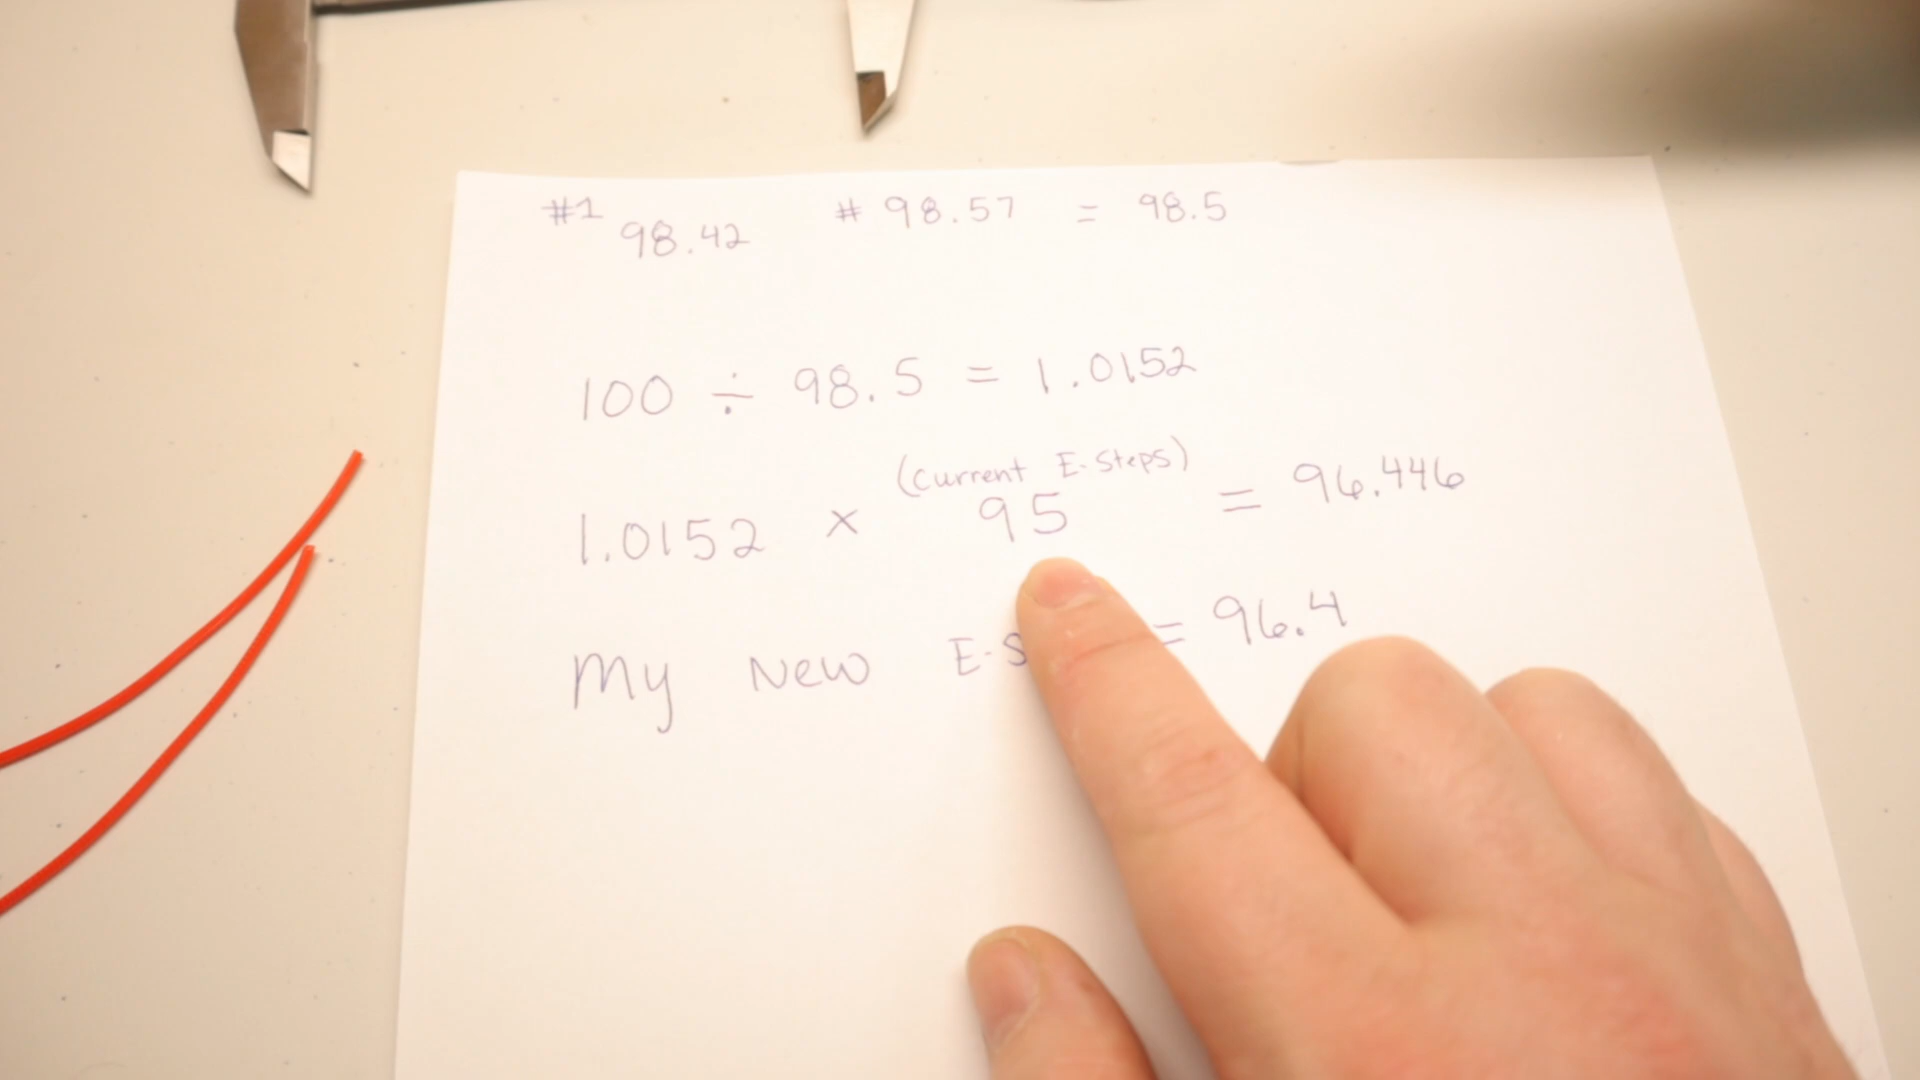 #1 98.42 # 98.57 = 98.5
100 ÷ 98.5 = 1.0152
(Current E-Steps)
1.0152 x 95 = 96.446
My New E-S = 96.4